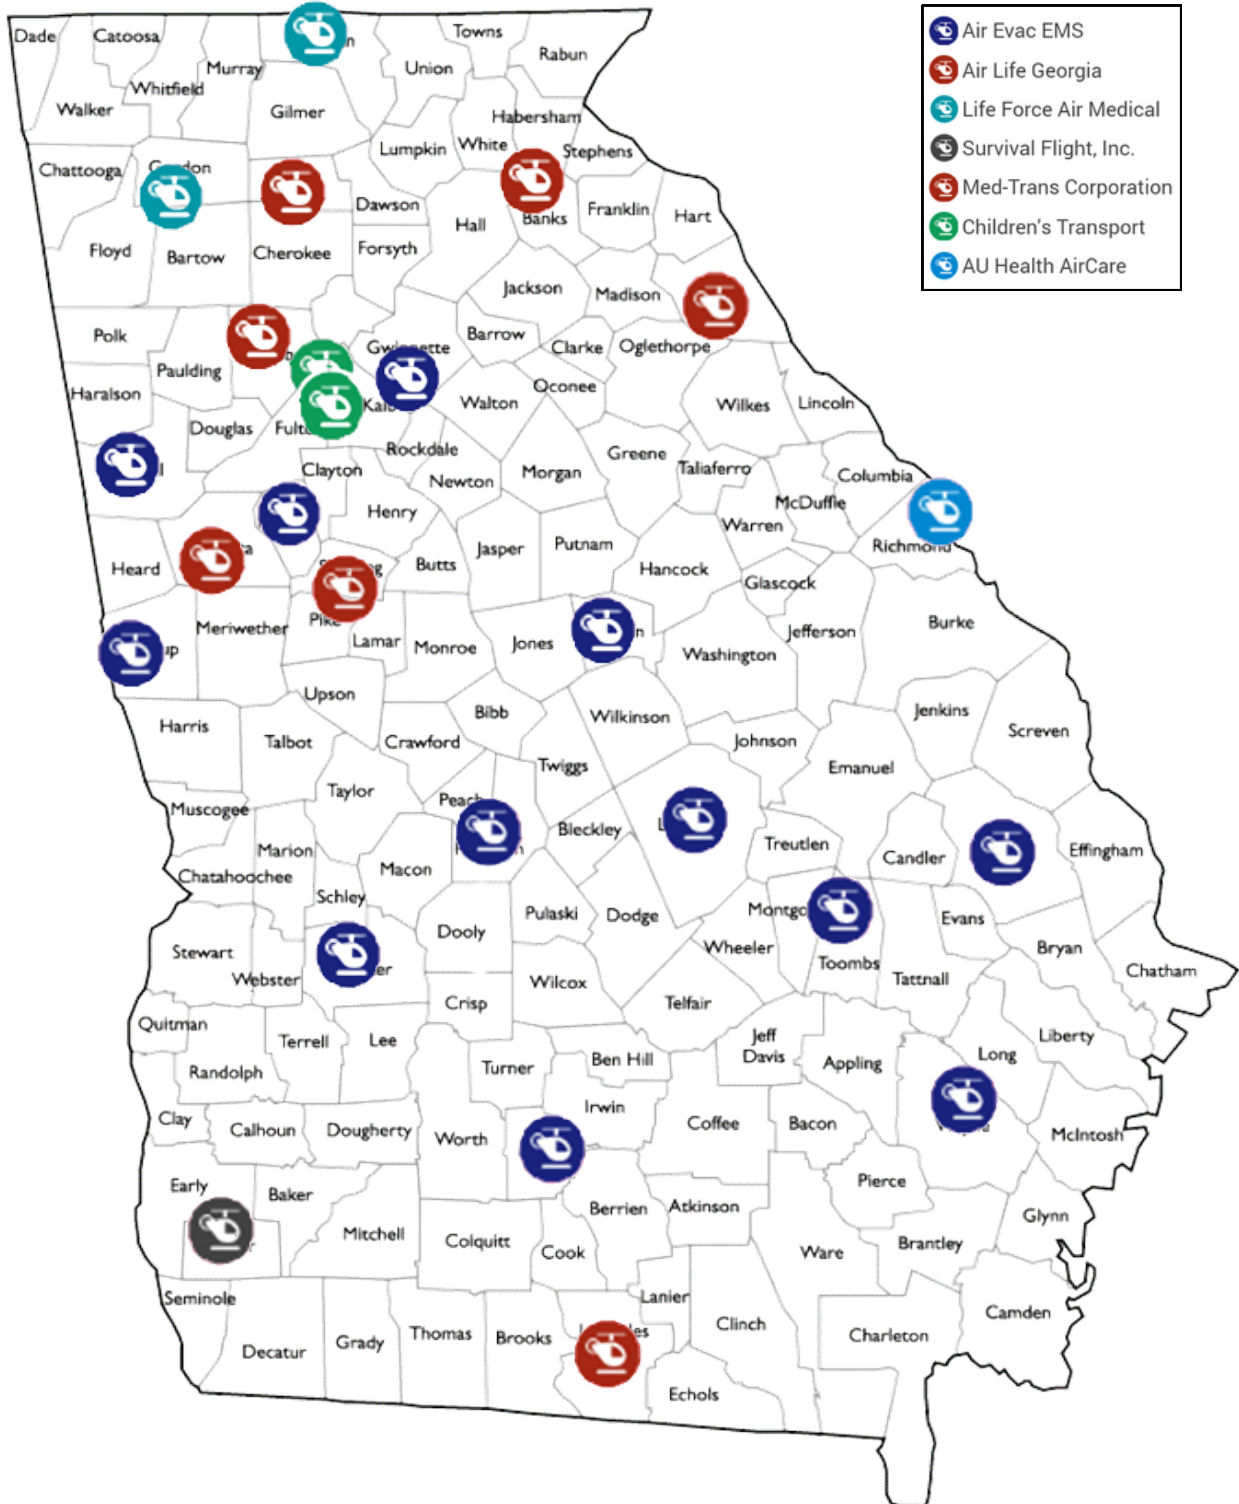 Air Evac EMS
Air Life Georgia
Life Force Air Medical
Survival Flight, Inc.
Med-Trans Corporation
Children's Transport
AU Health AirCare
Dade
Catoosa
Towns
Rabun
Union
Murray
Whitfield
Walker
Gilmer
Habersham
White
Lumpkin
Stephens
Chattooga
Dawson
Franklin
Hart
Hall
Banks
Floyd
Bartow
Cherokee
Forsyth
Jackson
Madison
Polk
Barrow
Clarke
Oglethorpe
Paulding
Haralson
Oconee
Walton
Wilkes
Lincoln
Douglas
Rockdale
Clayton
Greene
Taliaferro
Columbia
Newton
Morgan
McDuffie
Henry
Warren
Richmond
Heard
Butts
Jasper
Putnam
Hancock
Glascock
Meriwether
Lamar
Monroe
Jones
Washington
Jefferson
Burke
Upson
Bibb
Wilkinson
Jenkins
Harris
Talbot
Crawford
Johnson
Screven
Twiggs
Emanuel
Taylor
Muscogee
Bleckley
Marion
Macon
Treutlen
Candler
Effingham
Chatahoochee
Schley
Pulaski
Dodge
Evans
Dooly
Stewart
Webster
Wheeler
Bryan
Toombs
Tattnall
Chatham
Wilcox
Crisp
Telfair
Quitman
Terrell
Lee
Jeff
Davis
Liberty
Long
Ben Hill
Appling
Turner
Randolph
Irwin
Clay
Calhoun
Dougherty
Worth
Coffee
Bacon
McIntosh
Early
Baker
Pierce
Berrien
Atkinson
Glynn
Mitchell
Colquitt
Cook
Ware
Brantley
Seminole
Lanier
Camden
Clinch
Charleton
Thomas
Brooks
Grady
Decatur
Echols